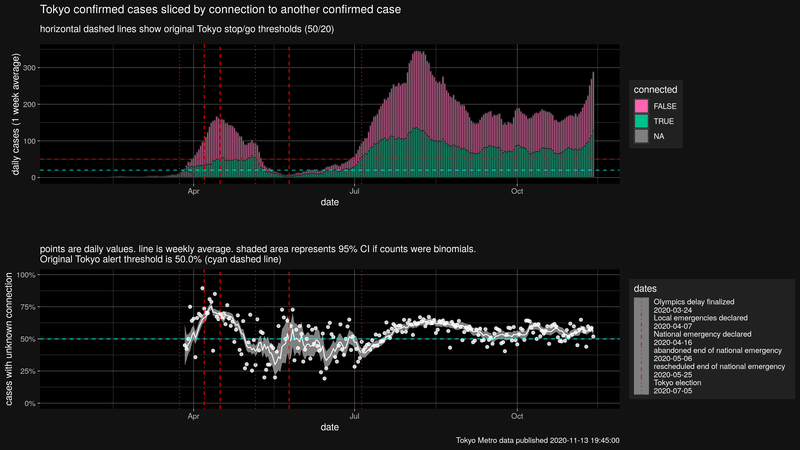 Tokyo confirmed cases sliced by connection to another confirmed case
horizontal dashed lines show original Tokyo stop/go thresholds (50/20)
daily cases (1 week average)
300
200
100
0
Apr
Jul
Oct
date
connected
FALSE
TRUE
NA
points are daily values. line is weekly average. shaded area represents 95% CI if counts were binomials.
Original Tokyo alert threshold is 50.0% (cyan dashed line)
cases with unknown connection
100%
75%
50%
25%
0%
Apr
Jul
Oct
date
dates
Olympics delay finalized
2020-03-24
Local emergencies declared
2020-04-07
National emergency declared
2020-04-16
abandoned end of national emergency
2020-05-06
rescheduled end of national emergency
2020-05-25
Tokyo election
2020-07-05
Tokyo Metro data published 2020-11-13 19:45:00